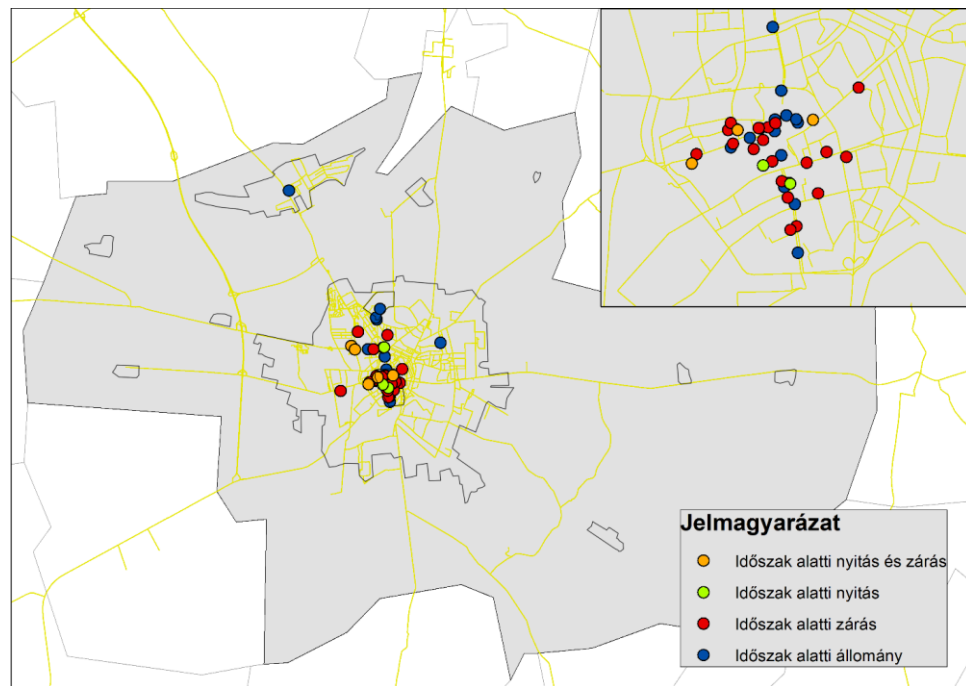 Jelmagyarázat
Időszak alatti nyitás és zárás
Időszak alatti nyitás
Időszak alatti zárás
Időszak alatti állomány